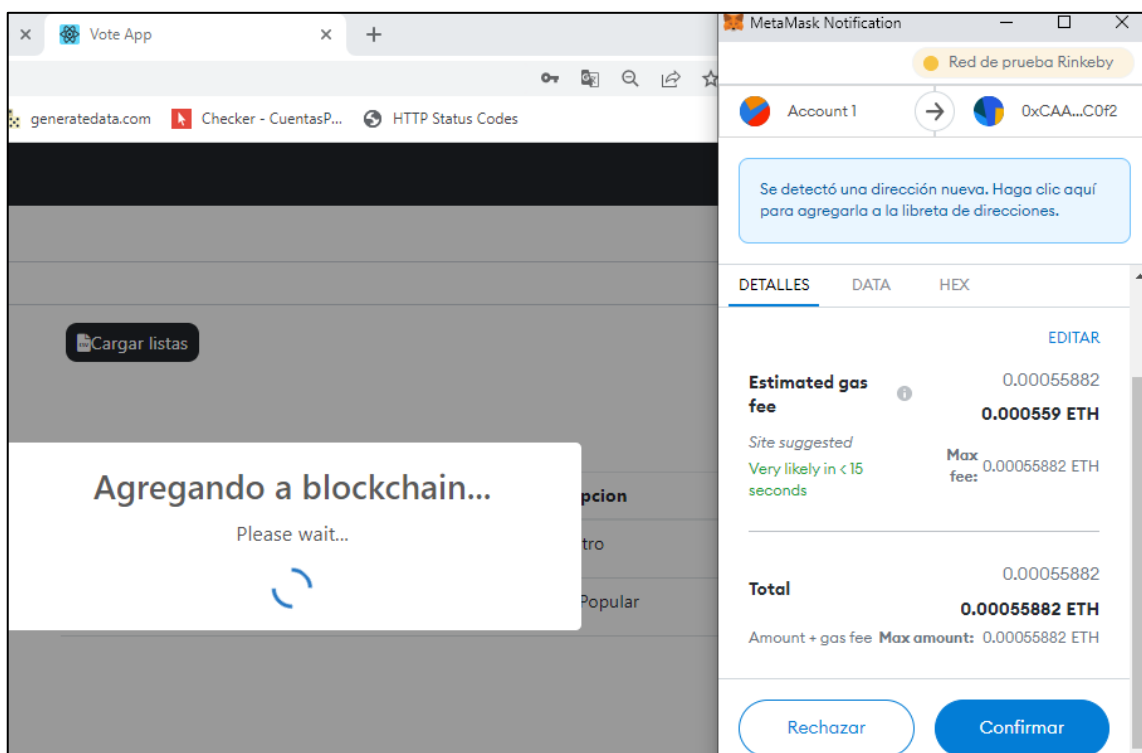 Vote App
generatedata.com
Checker - CuentasP...
HTTP Status Codes
Cargar listas
Agregando a blockchain...
Please wait...
pcion
tro
Popular
MetaMask Notification
Red de prueba Rinkeby
Account 1
0xCAA...C0f2
Se detectó una dirección nueva. Haga clic aquí
para agregarla a la libreta de direcciones.
DETALLES DATA HEX
EDITAR
Estimated gas
fee
0.00055882
0.000559 ETH
Site suggested
Very likely in < 15
seconds
Max
fee: 0.00055882 ETH
Total
0.00055882
0.00055882 ETH
Amount + gas fee Max amount: 0.00055882 ETH
Rechazar
Confirmar